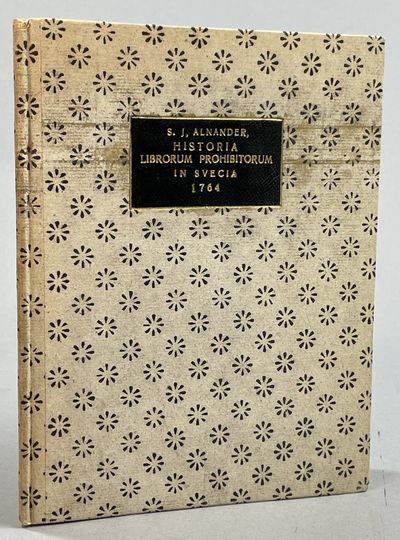 S. J, ALNANDER,
HISTORIA
LIBRORUM PROHIBITORUM
IN SVECIA
1764